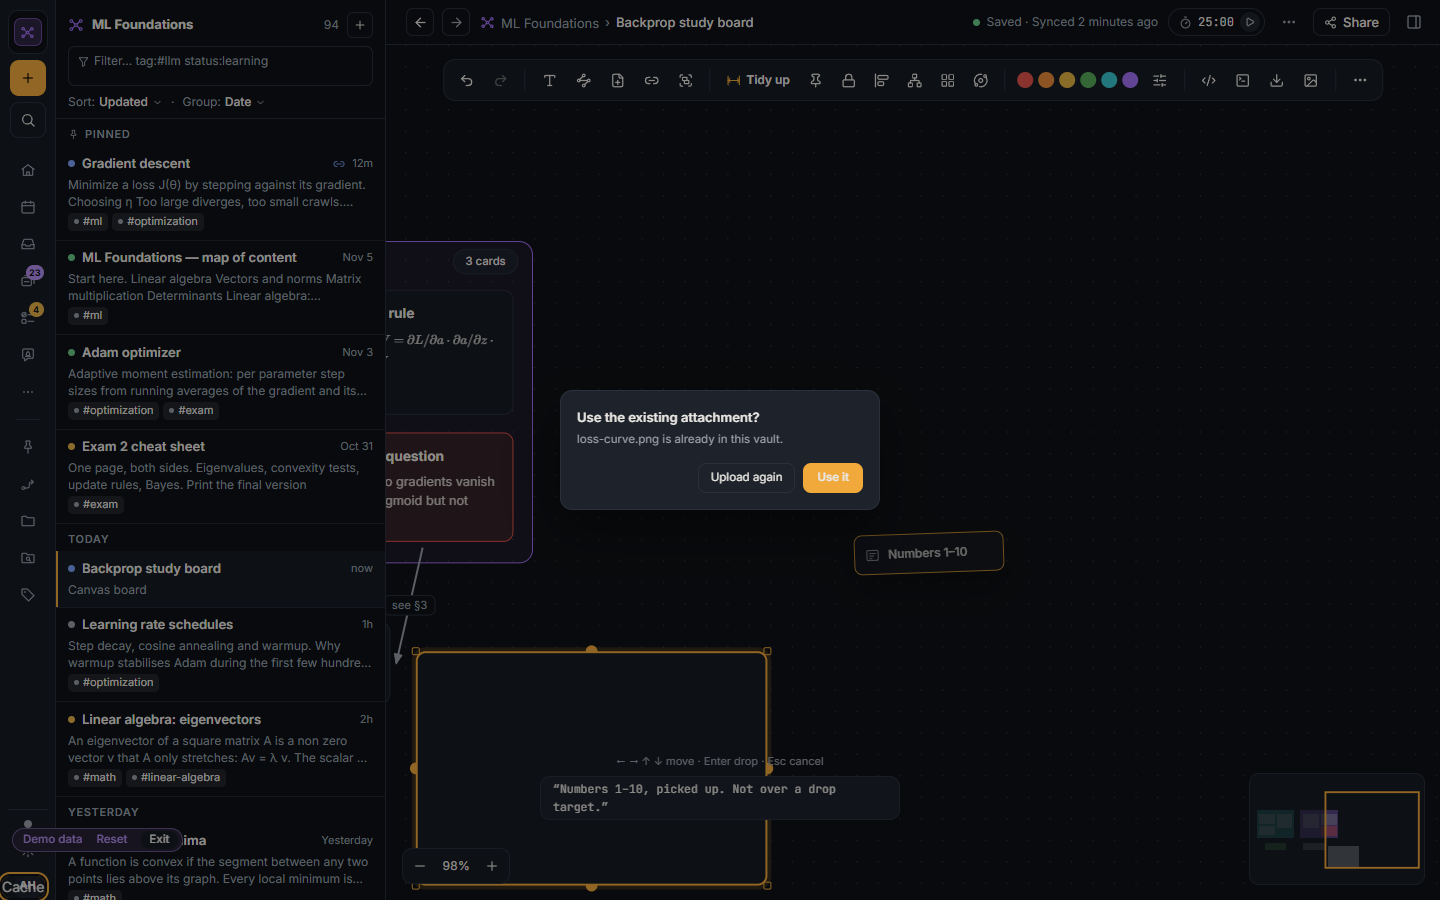 ML Foundations 94
Filter... tag:#llm status:learning
Sort: Updated · Group: Date
PINNED
Gradient descent 12m
Minimize a loss J(θ) by stepping against its gradient.
Choosing η Too large diverges, too small crawls....
#ml #optimization
ML Foundations — map of content Nov 5
Start here. Linear algebra Vectors and norms Matrix
multiplication Determinants Linear algebra:...
#ml
Adam optimizer Nov 3
Adaptive moment estimation: per parameter step
sizes from running averages of the gradient and its...
#optimization #exam
Exam 2 cheat sheet Oct 31
One page, both sides. Eigenvalues, convexity tests,
update rules, Bayes. Print the final version
#exam
TODAY
Backprop study board now
Canvas board
Learning rate schedules 1h
Step decay, cosine annealing and warmup. Why
warmup stabilises Adam during the first few hundre...
#optimization
Linear algebra: eigenvectors 2h
An eigenvector of a square matrix A is a non zero
vector v that A only stretches: Av = λ v. The scalar ...
#math #linear-algebra
YESTERDAY
ima Yesterday
A function is convex if the segment between any two
points lies above its graph. Every local minimum is...
#math
23
4
Demo data Reset Exit
Cache
ML Foundations › Backprop study board
Saved · Synced 2 minutes ago
25:00
Share
Tidy up
3 cards
rule
= ∂L/∂a · ∂a/∂z ·
question
o gradients vanish
gmoid but not
see §3
Use the existing attachment?
loss-curve.png is already in this vault.
Upload again Use it
Numbers 1–10
← → ↑ ↓ move · Enter drop · Esc cancel
“Numbers 1–10, picked up. Not over a drop
target.”
98%